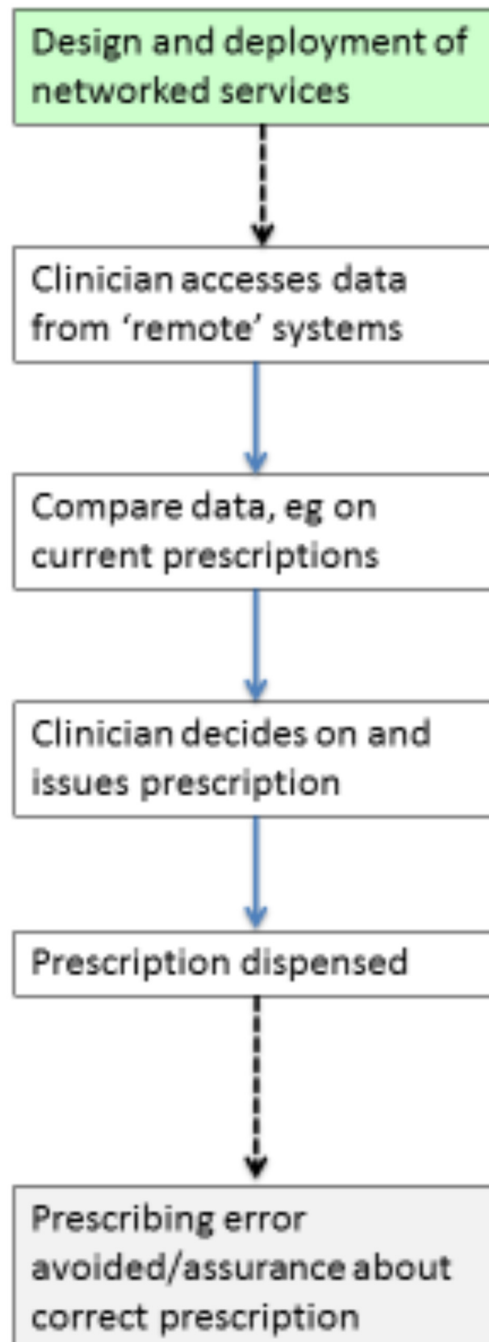 Design and deployment of
networked services
Clinician accesses data
from ‘remote’ systems
Compare data, eg on
current prescriptions
Clinician decides on and
issues prescription
Prescription dispensed
Prescribing error
avoided/assurance about
correct prescription